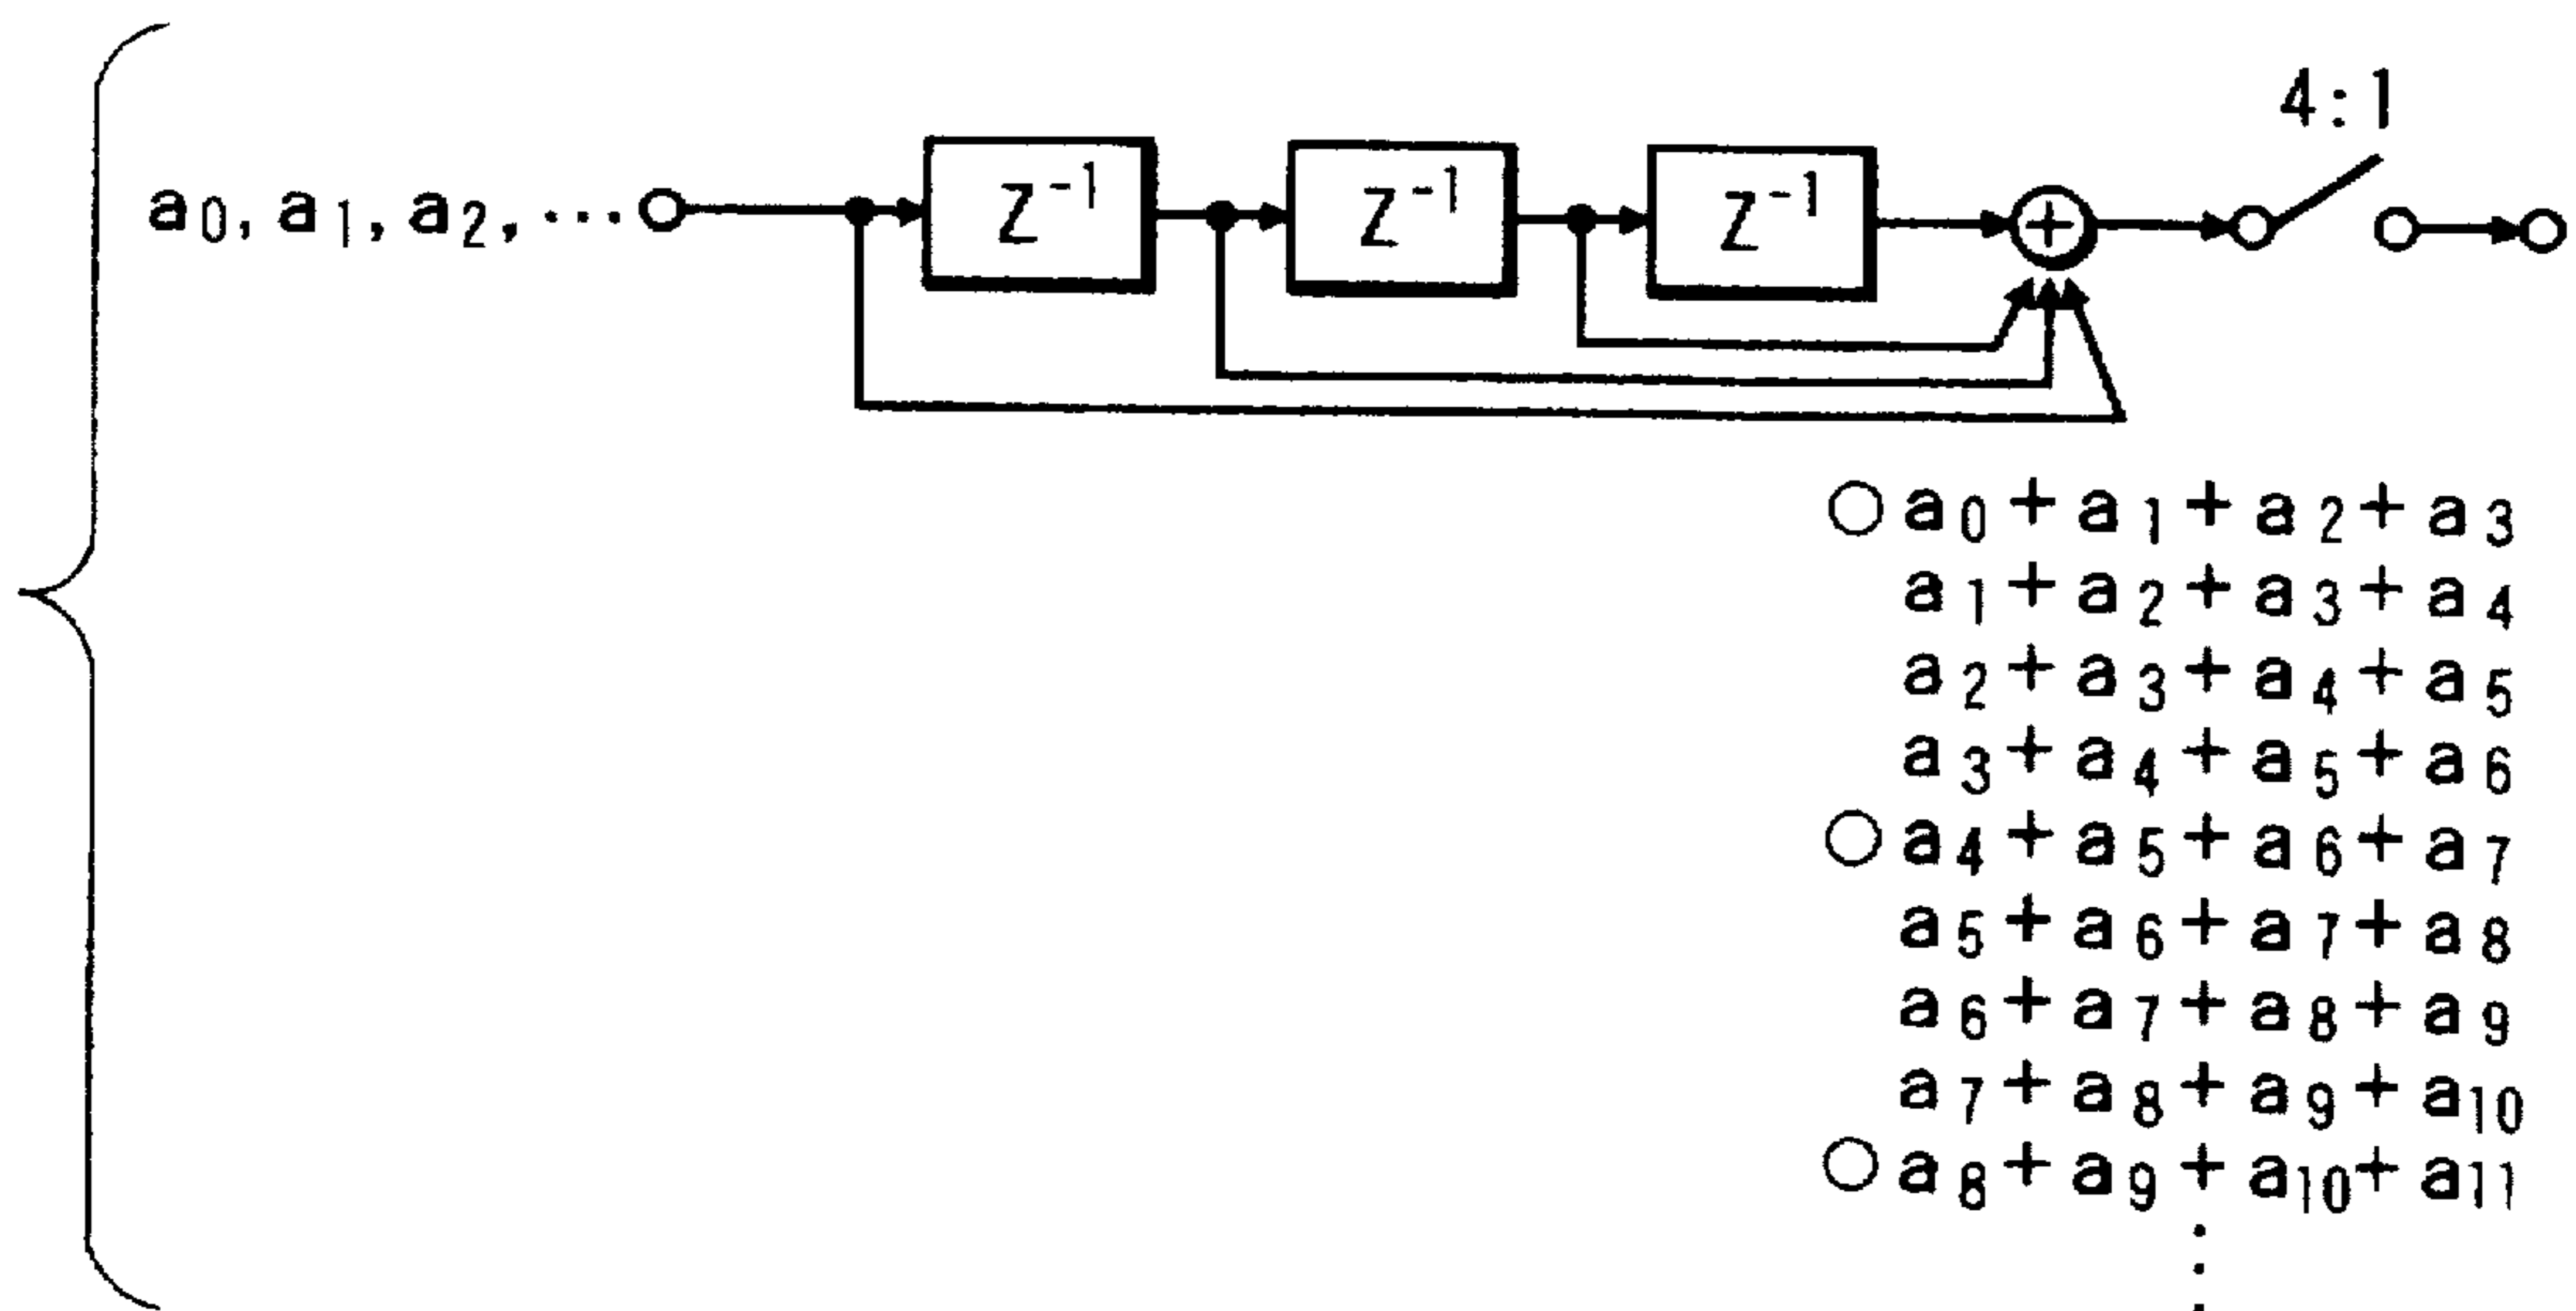 4:1
a₀, a₁, a₂, ···
Z⁻¹ Z⁻¹ Z⁻¹ +
○ a₀ + a₁ + a₂ + a₃
a₁ + a₂ + a₃ + a₄
a₂ + a₃ + a₄ + a₅
a₃ + a₄ + a₅ + a₆
○ a₄ + a₅ + a₆ + a₇
a₅ + a₆ + a₇ + a₈
a₆ + a₇ + a₈ + a₉
a₇ + a₈ + a₉ + a₁₀
○ a₈ + a₉ + a₁₀ + a₁₁
⋮